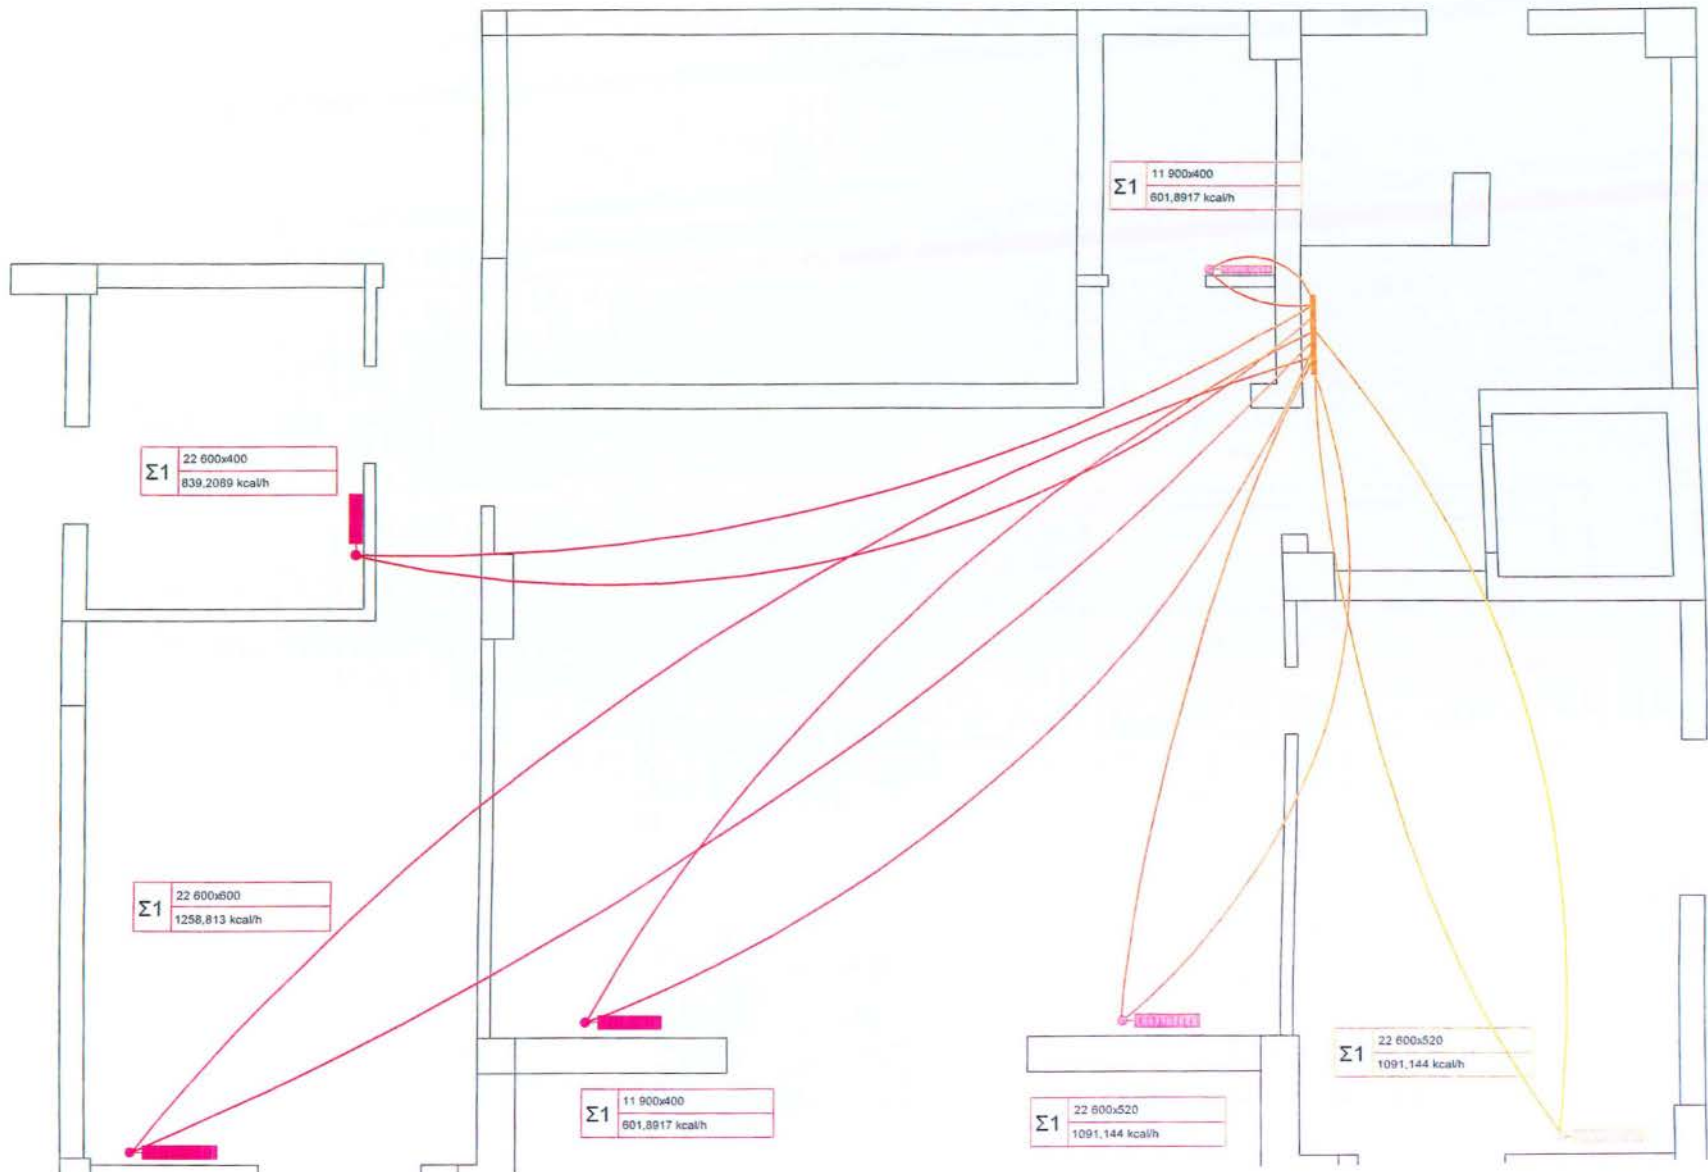 Σ1
11 900x400
601,8917 kcal/h
Σ1
22 600x400
839,2089 kcal/h
Σ1
22 600x600
1258,813 kcal/h
Σ1
22 600x520
1091,144 kcal/h
Σ1
11 900x400
601,8917 kcal/h
Σ1
22 600x520
1091,144 kcal/h